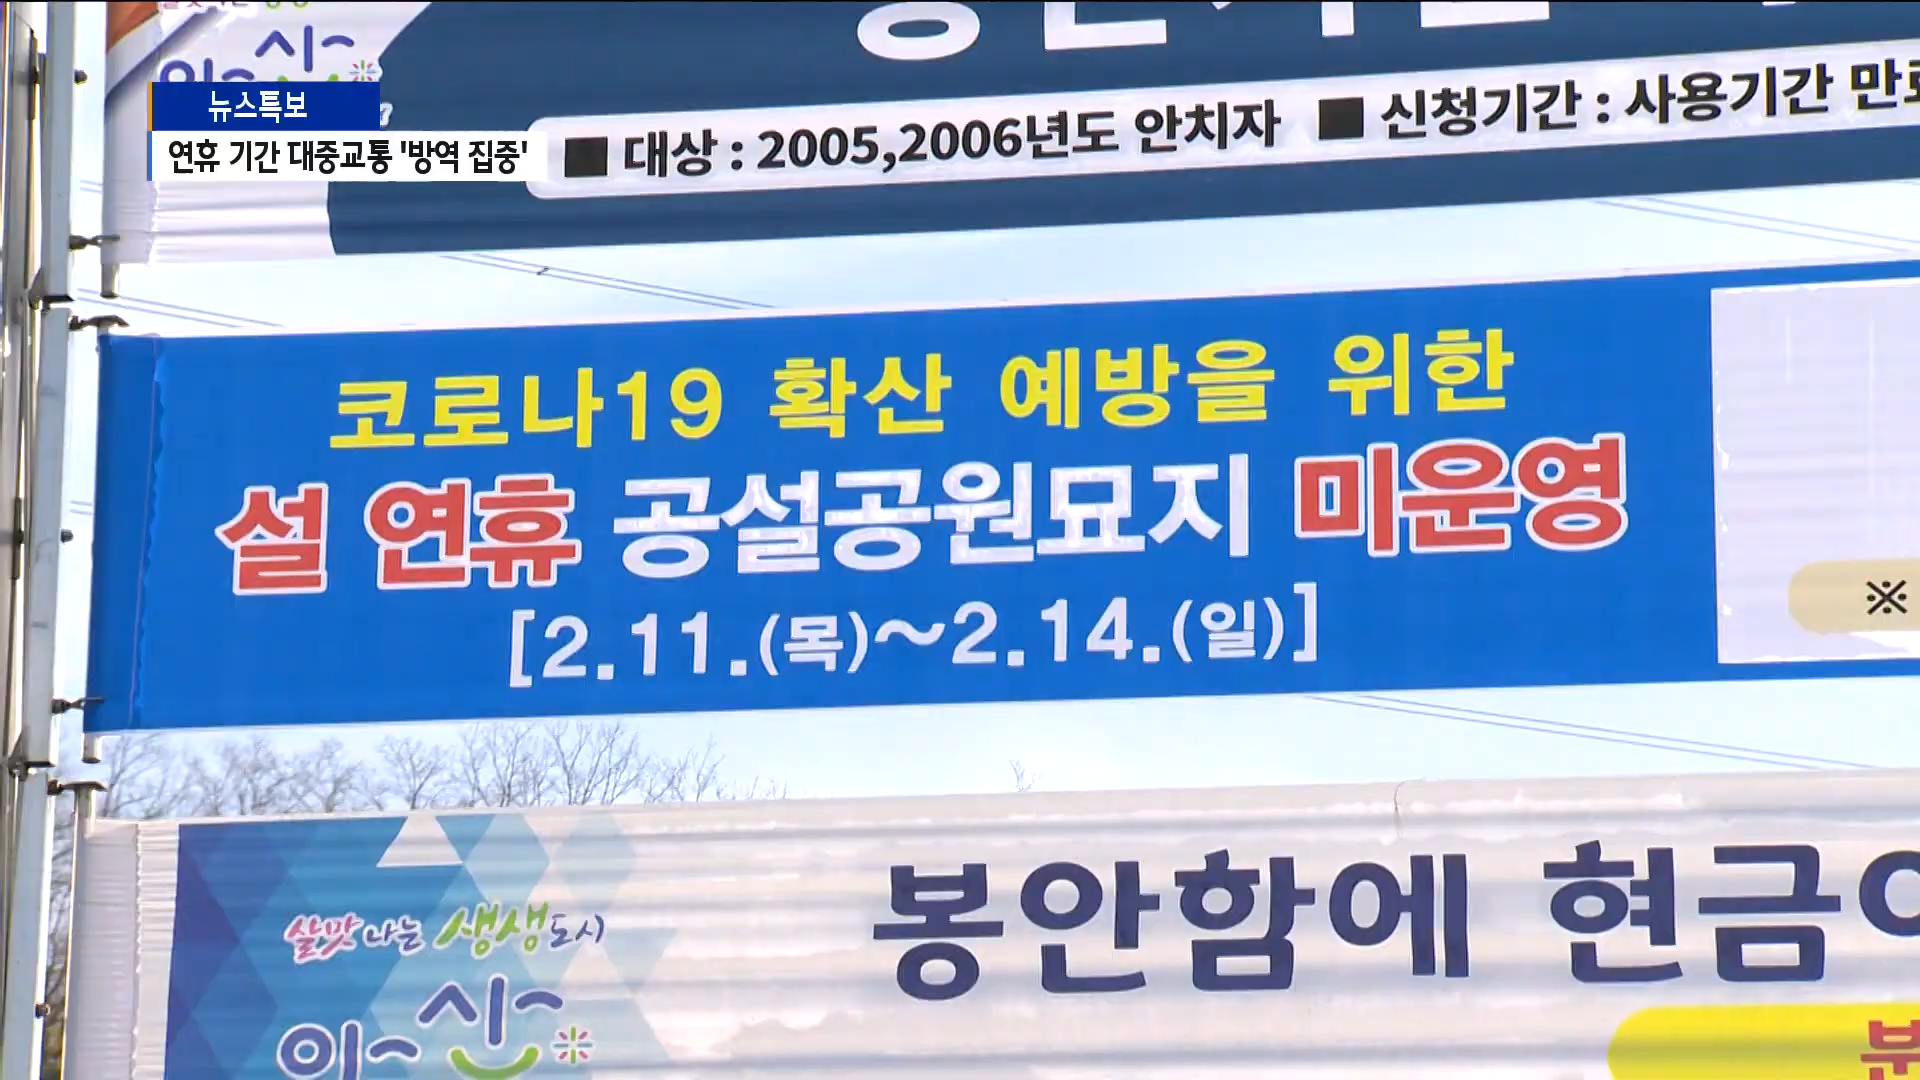 뉴스특보
연휴 기간 대중교통 '방역 집중'
■ 대상 : 2005,2006년도 안치자 ■ 신청기간 : 사용기간
코로나19 확산 예방을 위한
설 연휴 공설공원묘지 미운영
[2.11.(목)~2.14.(일)]
※
봉안함에 현금
살맛나는 생생도시